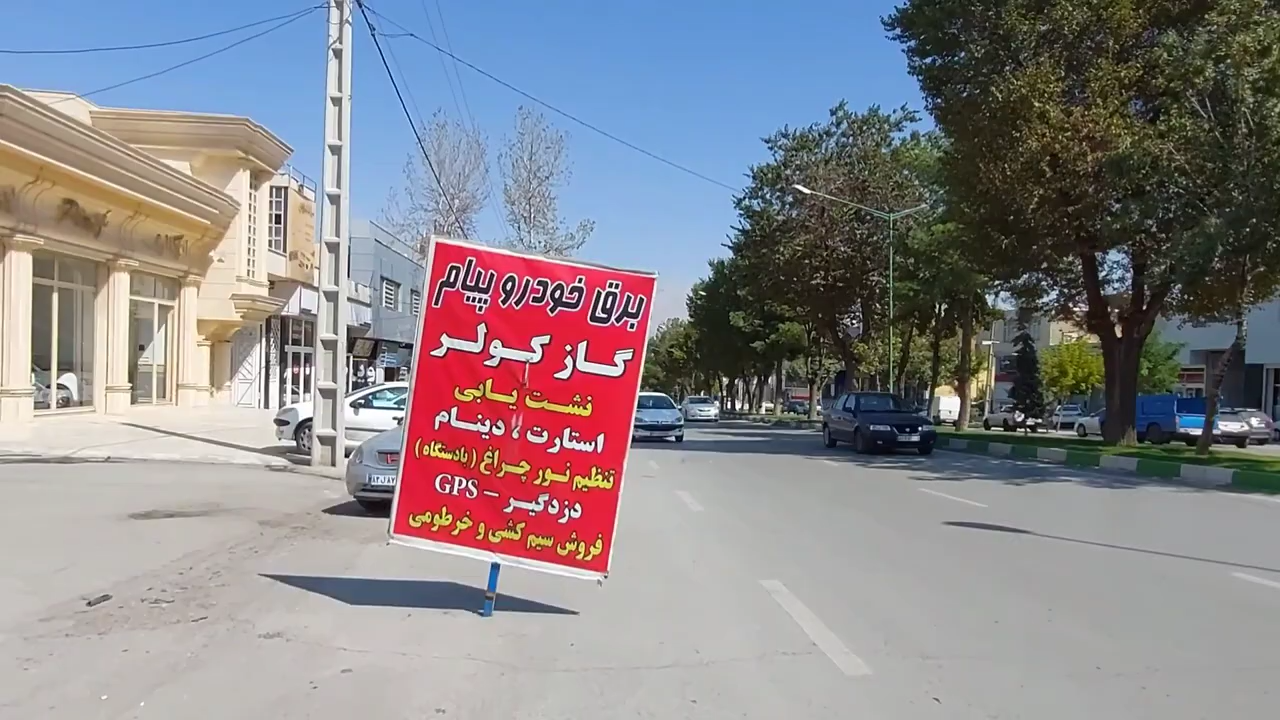 برق خودرو پیام
گاز کولر
نشت یابی
استارت ، دینام
تنظیم نور چراغ ( بادستگاه )
دزدگیر – GPS
فروش سیم کشی و خرطومی